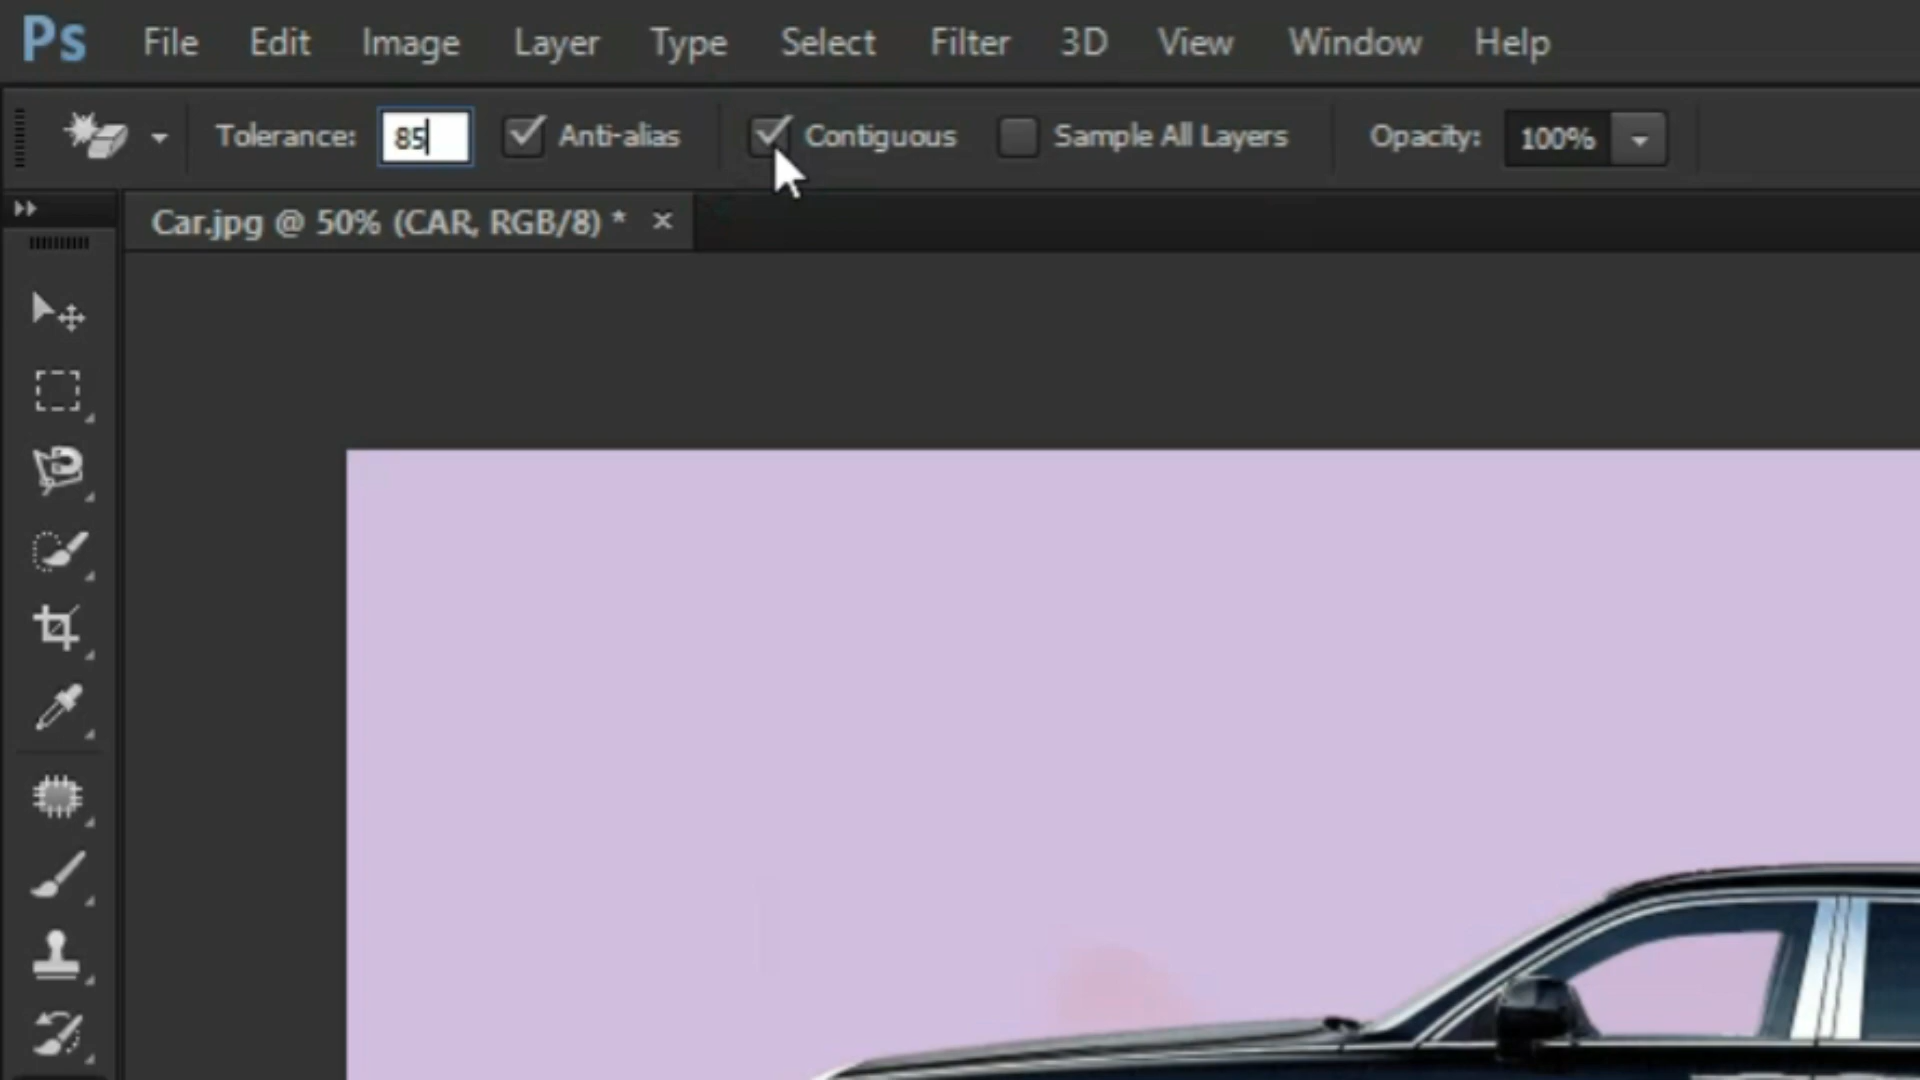 Ps File Edit Image Layer Type Select Filter 3D View Window Help
Tolerance: 85 Anti-alias Contiguous Sample All Layers Opacity: 100%
Car.jpg @ 50% (CAR, RGB/8) * ×